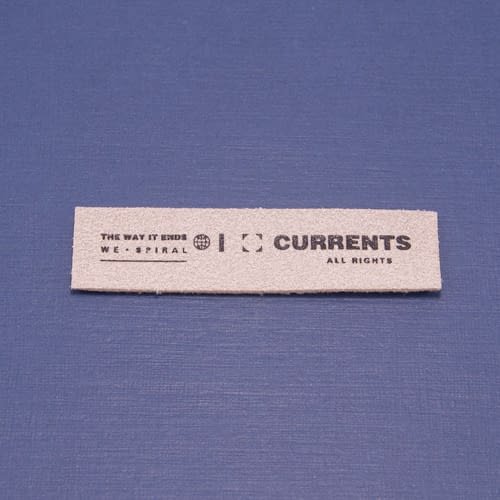 THE WAY IT ENDS
WE • SPIRAL
CURRENTS
ALL RIGHTS